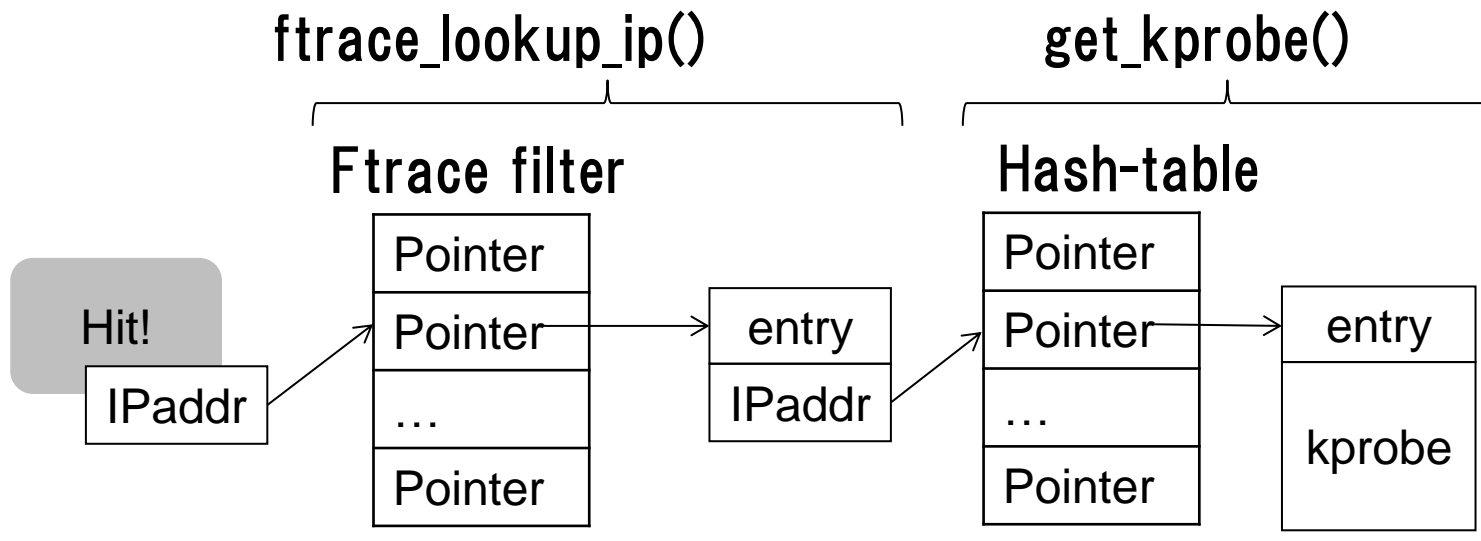 ftrace_lookup_ip()
get_kprobe()
Ftrace filter
Hash-table
Hit!
IPaddr
Pointer
Pointer
…
Pointer
entry
IPaddr
Pointer
Pointer
…
Pointer
entry
kprobe